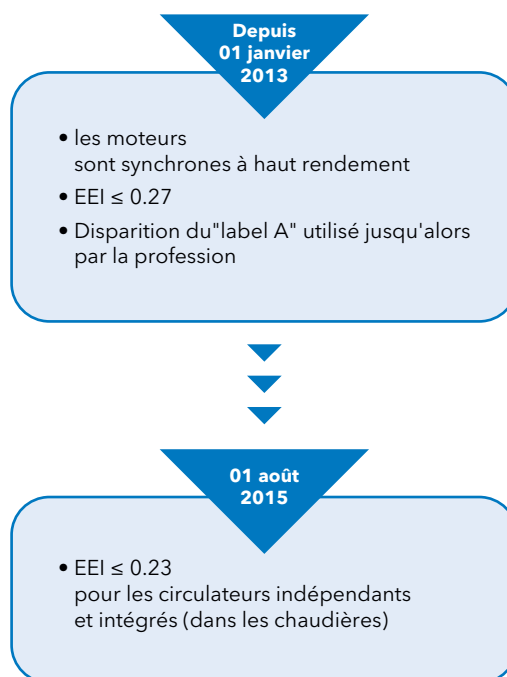 Depuis
01 janvier
2013
• les moteurs
sont synchrones à haut rendement
• EEI ≤ 0.27
• Disparition du"label A" utilisé jusqu'alors
par la profession
01 août
2015
• EEI ≤ 0.23
pour les circulateurs indépendants
et intégrés (dans les chaudières)